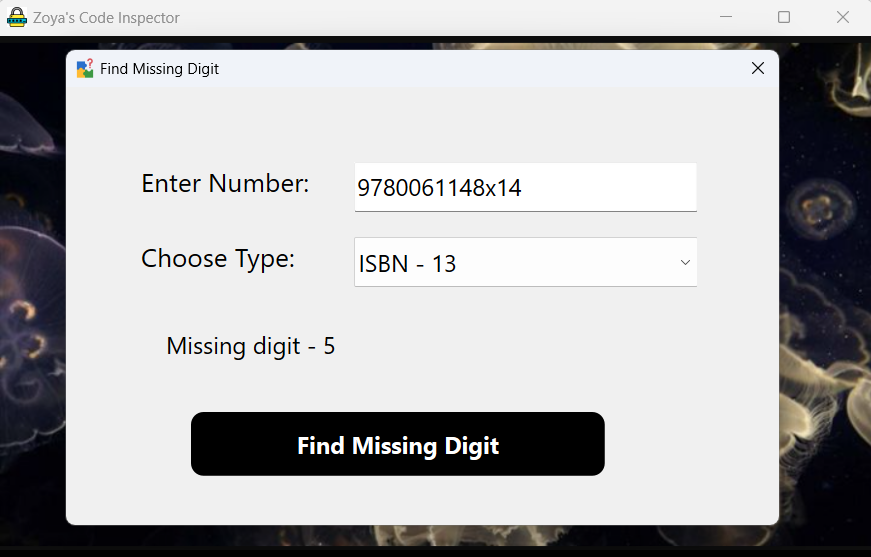 Zoya's Code Inspector
Find Missing Digit
Enter Number: 9780061148x14
Choose Type: ISBN - 13
Missing digit - 5
Find Missing Digit